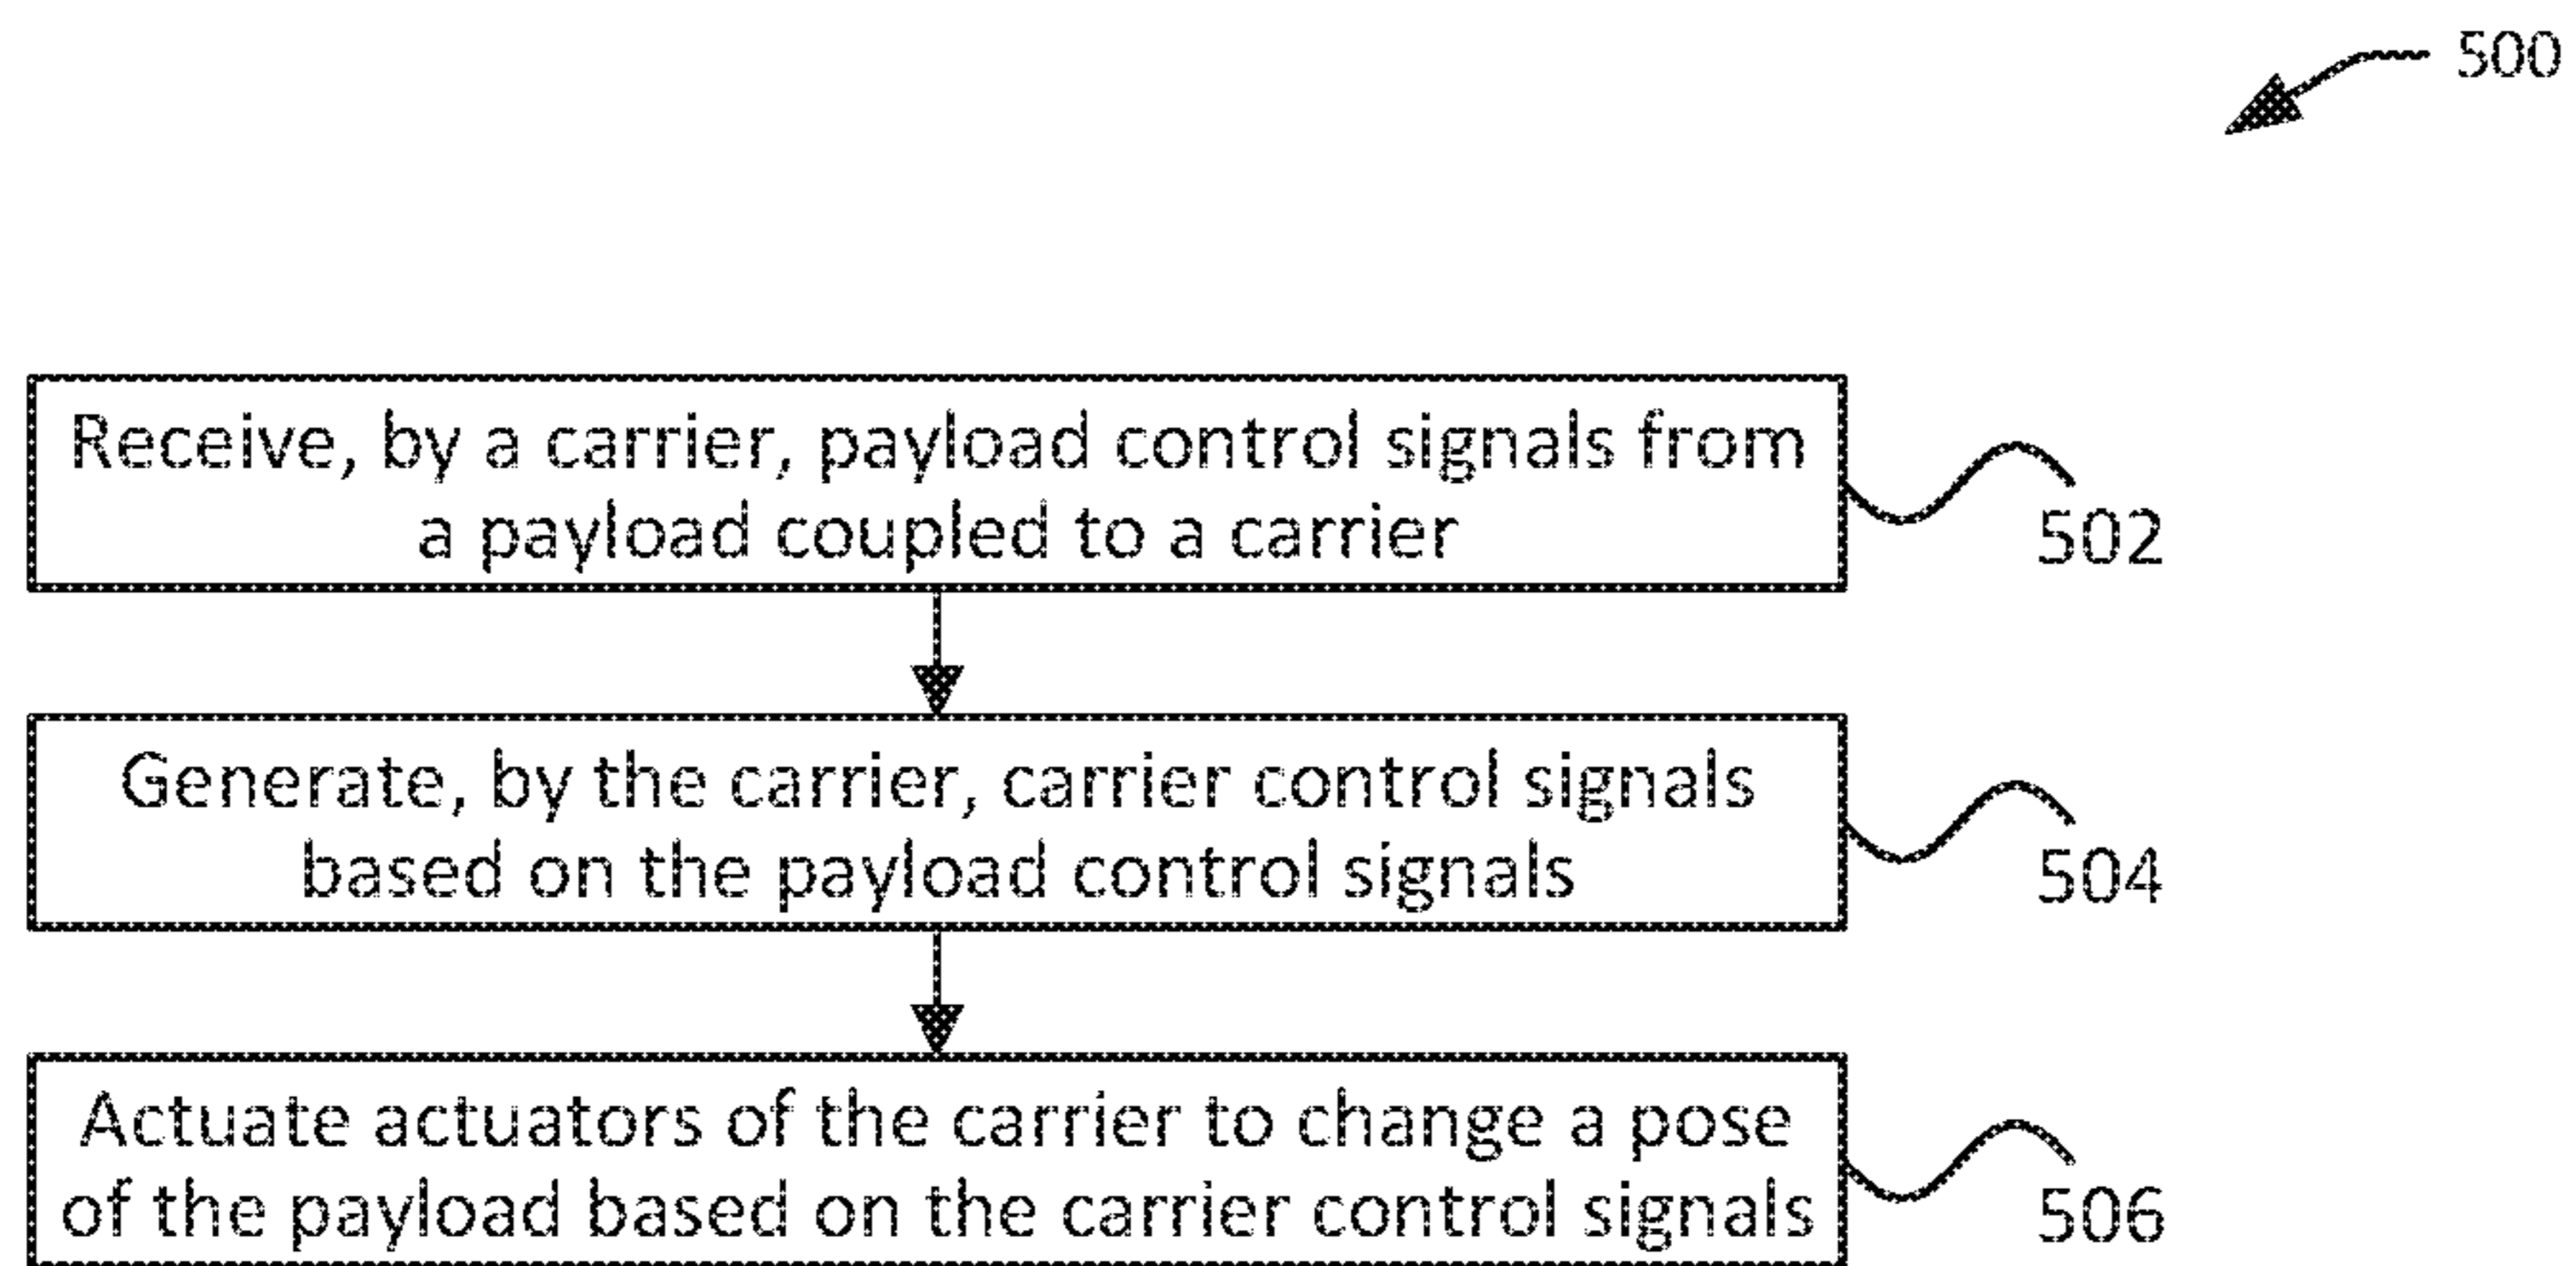 500
Receive, by a carrier, payload control signals from
a payload coupled to a carrier
502
Generate, by the carrier, carrier control signals
based on the payload control signals
504
Actuate actuators of the carrier to change a pose
of the payload based on the carrier control signals
506